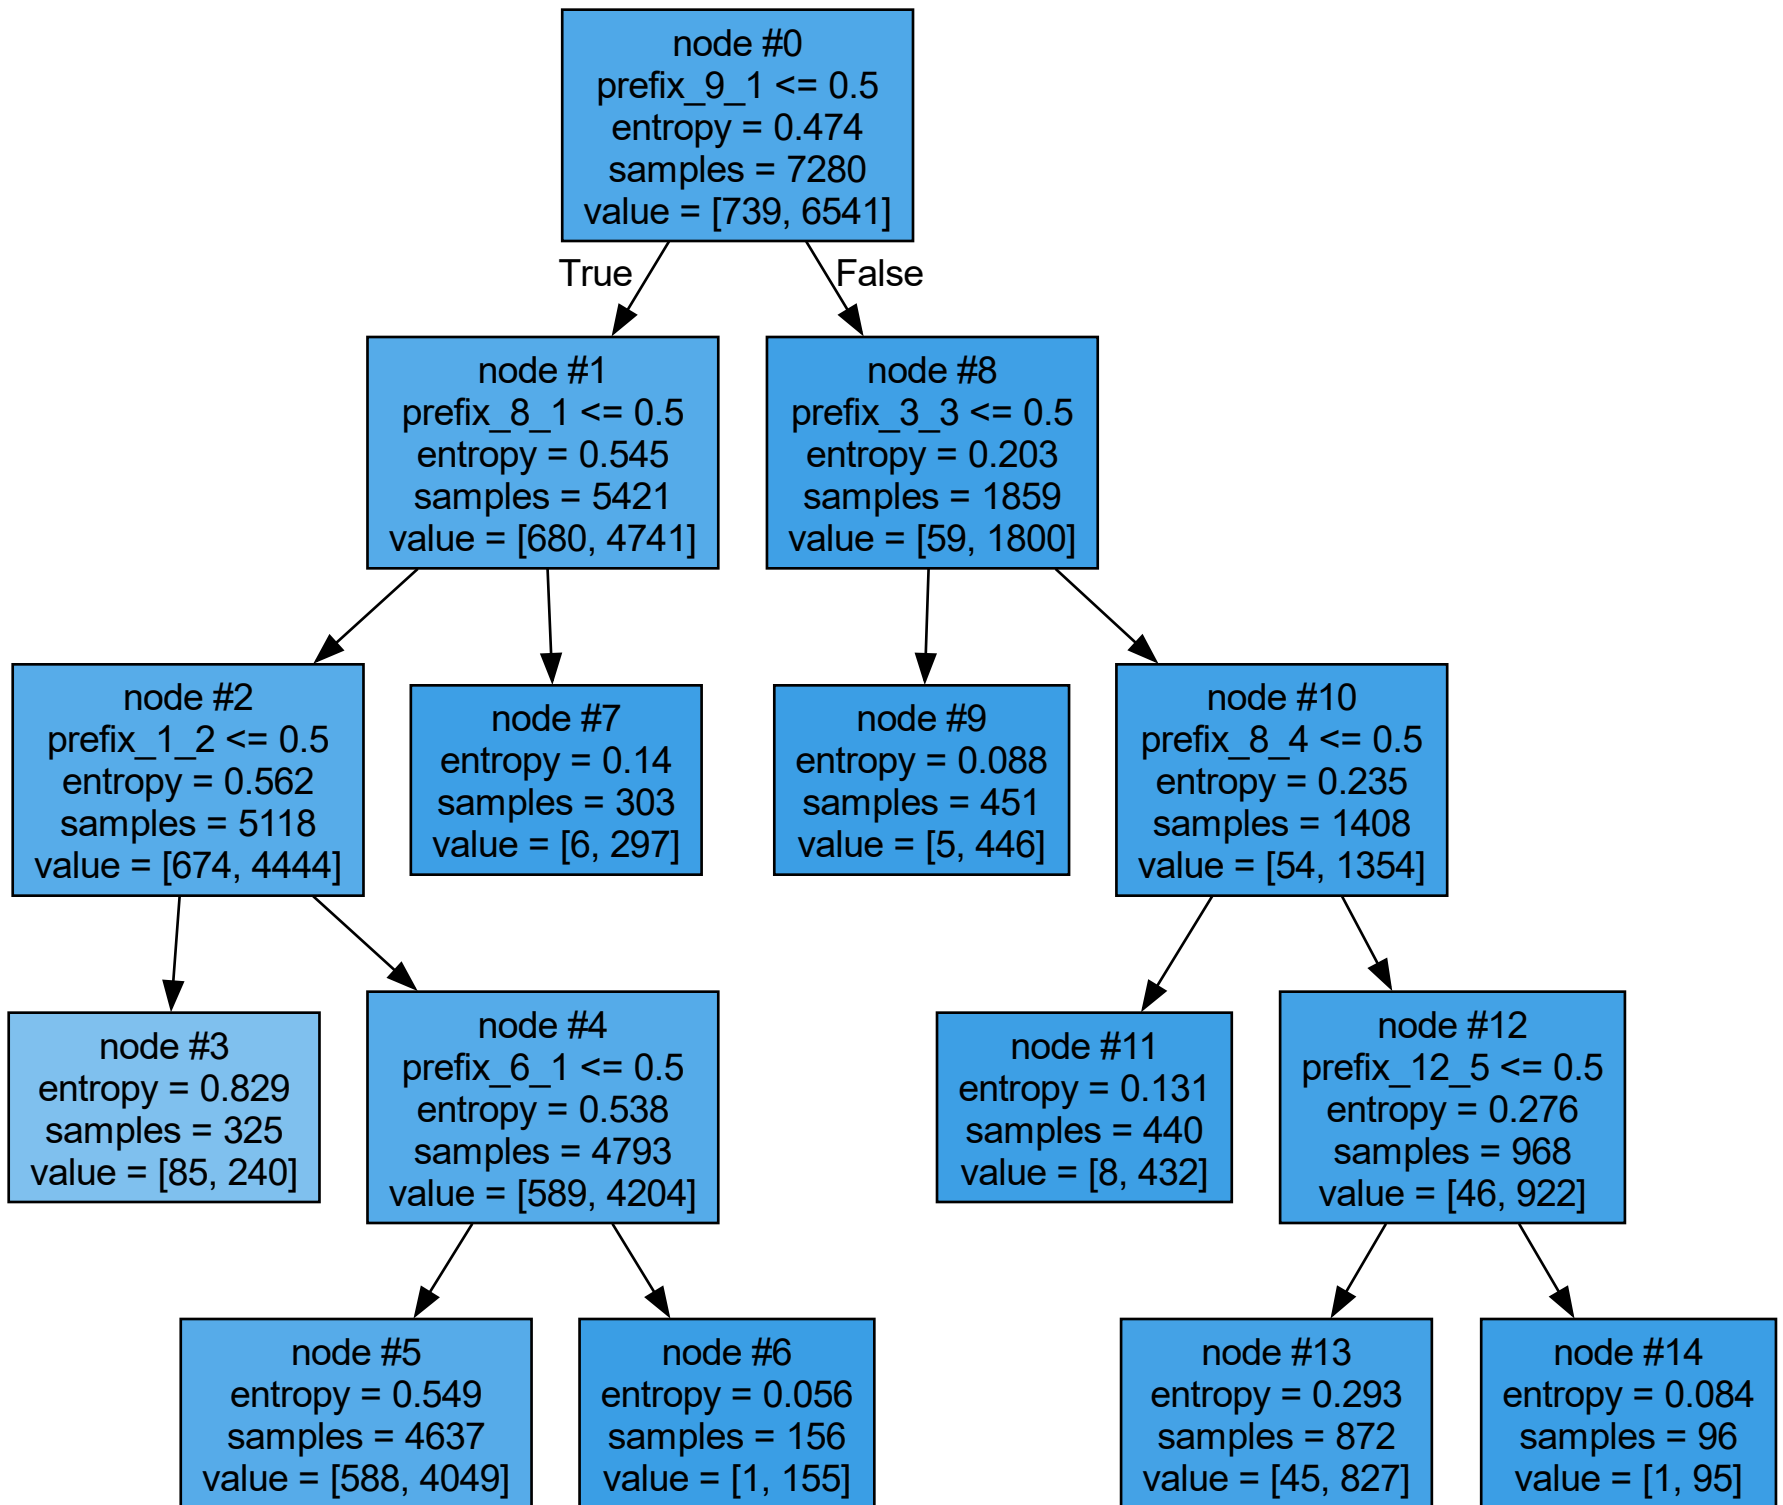 node #0
prefix_9_1 <= 0.5
entropy = 0.474
samples = 7280
value = [739, 6541]
True
False
node #1
prefix_8_1 <= 0.5
entropy = 0.545
samples = 5421
value = [680, 4741]
node #8
prefix_3_3 <= 0.5
entropy = 0.203
samples = 1859
value = [59, 1800]
node #2
prefix_1_2 <= 0.5
entropy = 0.562
samples = 5118
value = [674, 4444]
node #7
entropy = 0.14
samples = 303
value = [6, 297]
node #9
entropy = 0.088
samples = 451
value = [5, 446]
node #10
prefix_8_4 <= 0.5
entropy = 0.235
samples = 1408
value = [54, 1354]
node #3
entropy = 0.829
samples = 325
value = [85, 240]
node #4
prefix_6_1 <= 0.5
entropy = 0.538
samples = 4793
value = [589, 4204]
node #11
entropy = 0.131
samples = 440
value = [8, 432]
node #12
prefix_12_5 <= 0.5
entropy = 0.276
samples = 968
value = [46, 922]
node #5
entropy = 0.549
samples = 4637
value = [588, 4049]
node #6
entropy = 0.056
samples = 156
value = [1, 155]
node #13
entropy = 0.293
samples = 872
value = [45, 827]
node #14
entropy = 0.084
samples = 96
value = [1, 95]